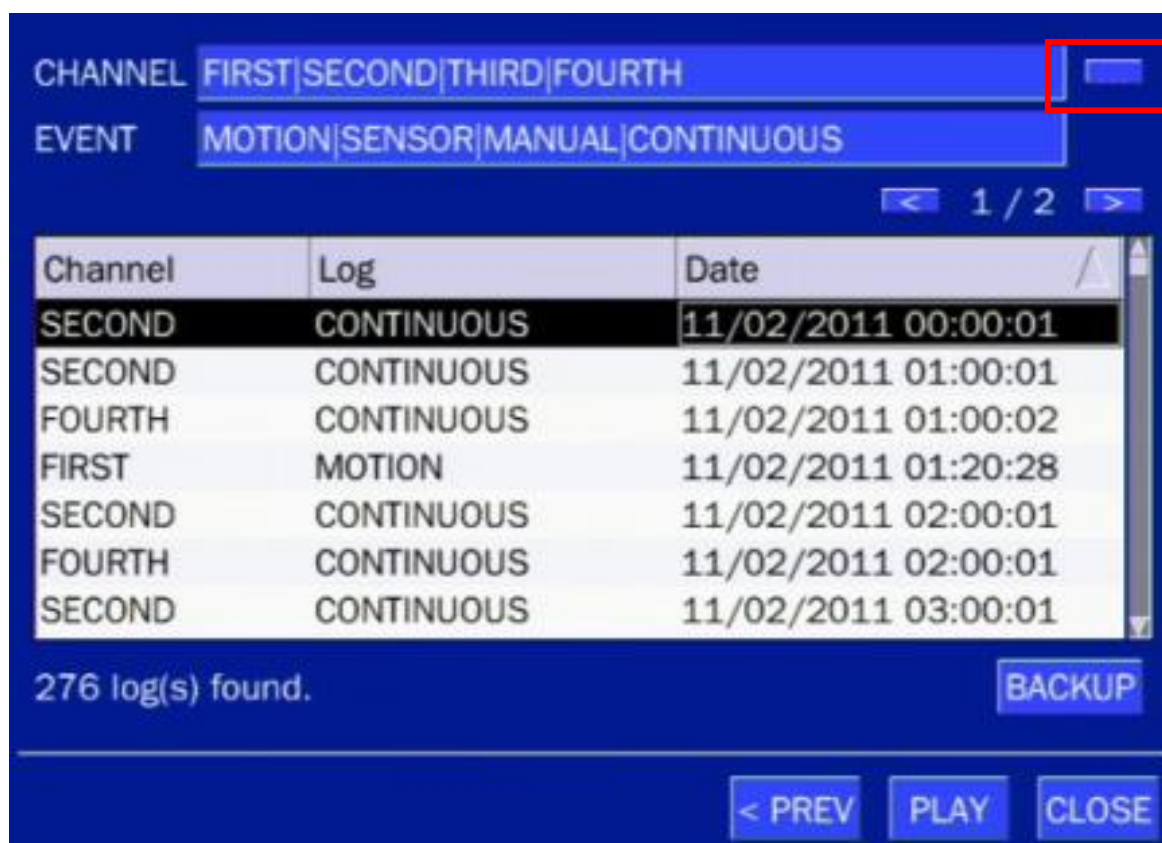 CHANNEL FIRST|SECOND|THIRD|FOURTH
EVENT MOTION|SENSOR|MANUAL|CONTINUOUS
< 1 / 2 >
Channel Log Date
SECOND CONTINUOUS 11/02/2011 00:00:01
SECOND CONTINUOUS 11/02/2011 01:00:01
FOURTH CONTINUOUS 11/02/2011 01:00:02
FIRST MOTION 11/02/2011 01:20:28
SECOND CONTINUOUS 11/02/2011 02:00:01
FOURTH CONTINUOUS 11/02/2011 02:00:01
SECOND CONTINUOUS 11/02/2011 03:00:01
276 log(s) found. BACKUP
< PREV PLAY CLOSE